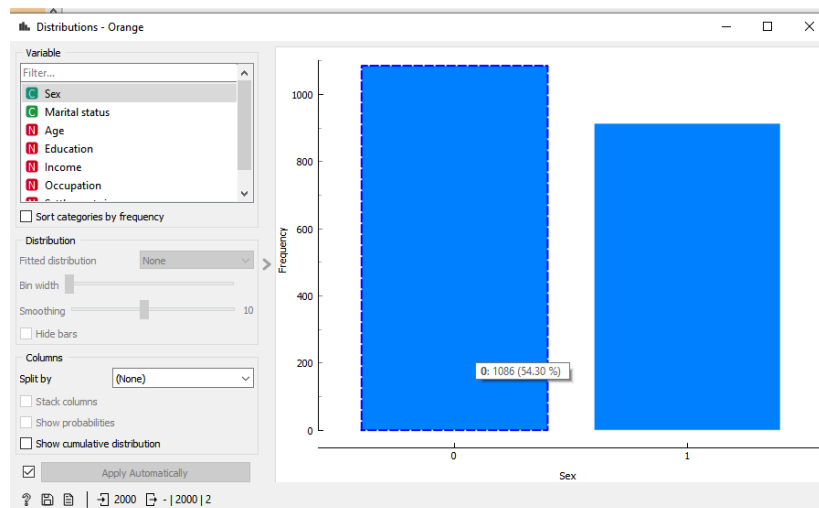 Distributions - Orange
Variable
Filter...
C Sex
C Marital status
N Age
N Education
N Income
N Occupation
Sort categories by frequency
Distribution
Fitted distribution None
Bin width
Smoothing 10
Hide bars
Columns
Split by (None)
Stack columns
Show probabilities
Show cumulative distribution
Apply Automatically
? 2000 - | 2000 | 2
Frequency
1000
800
600
400
200
0
0: 1086 (54.30 %)
0 1
Sex